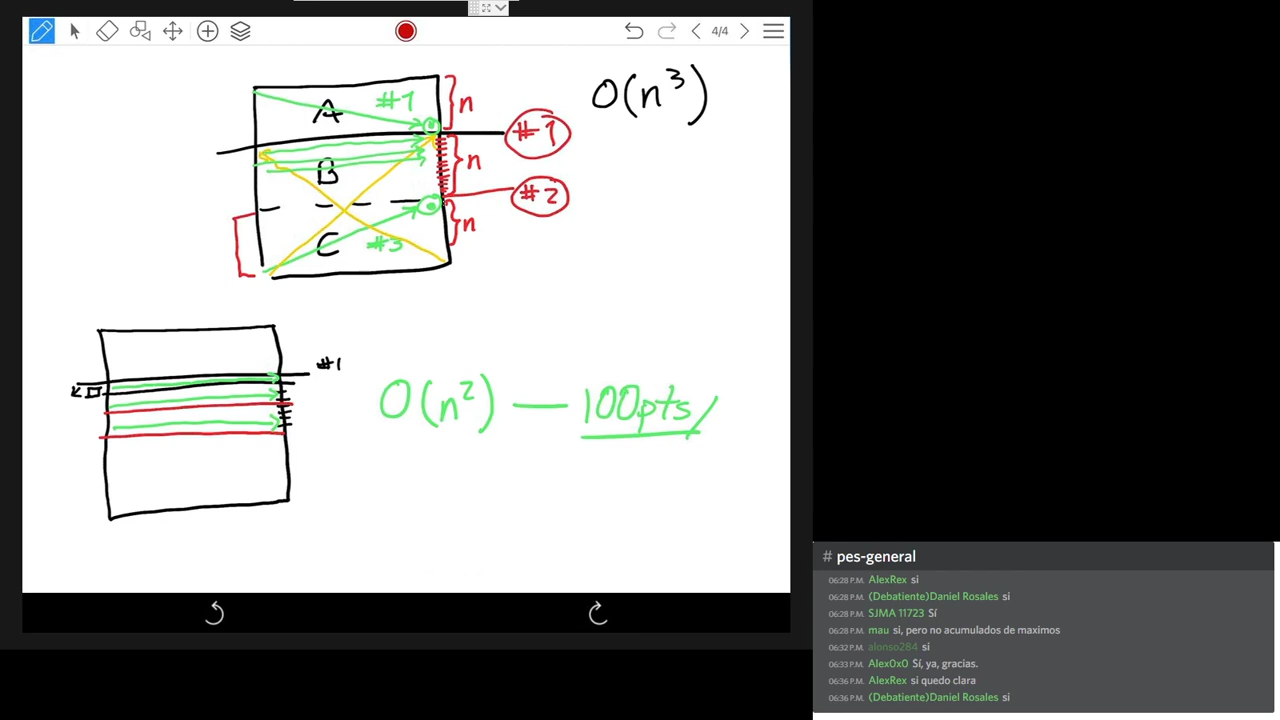 4/4
O(n³)
A
#1
n
#1
B
n
#2
C
#3
n
#1
O(n²) — 100pts/
# pes-general
06:28 P.M. AlexRex si
06:28 P.M. (Debatiente)Daniel Rosales si
06:28 P.M. SJMA 11723 Sí
06:28 P.M. mau si, pero no acumulados de maximos
06:32 P.M. alonso284 si
06:33 P.M. Alex0x0 Sí, ya, gracias.
06:36 P.M. AlexRex si quedo clara
06:36 P.M. (Debatiente)Daniel Rosales si